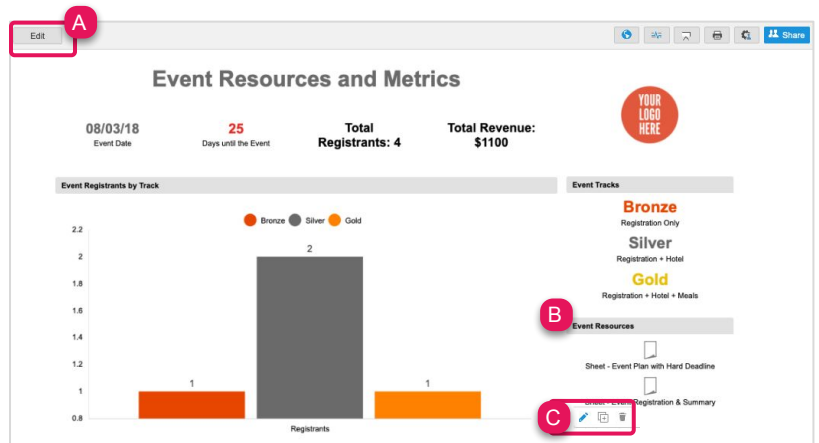 A
Edit
Share
Event Resources and Metrics
YOUR
LOGO
HERE
08/03/18
Event Date
25
Days until the Event
Total
Registrants: 4
Total Revenue:
$1100
Event Registrants by Track
Event Tracks
Bronze
Registration Only
Silver
Registration + Hotel
Gold
Registration + Hotel + Meals
Bronze Silver Gold
2.2
2
1.8
1.6
1.4
1.2
1
0.8
1
2
1
Registrants
B
Event Resources
Sheet - Event Plan with Hard Deadline
Sheet - Event Registration & Summary
C